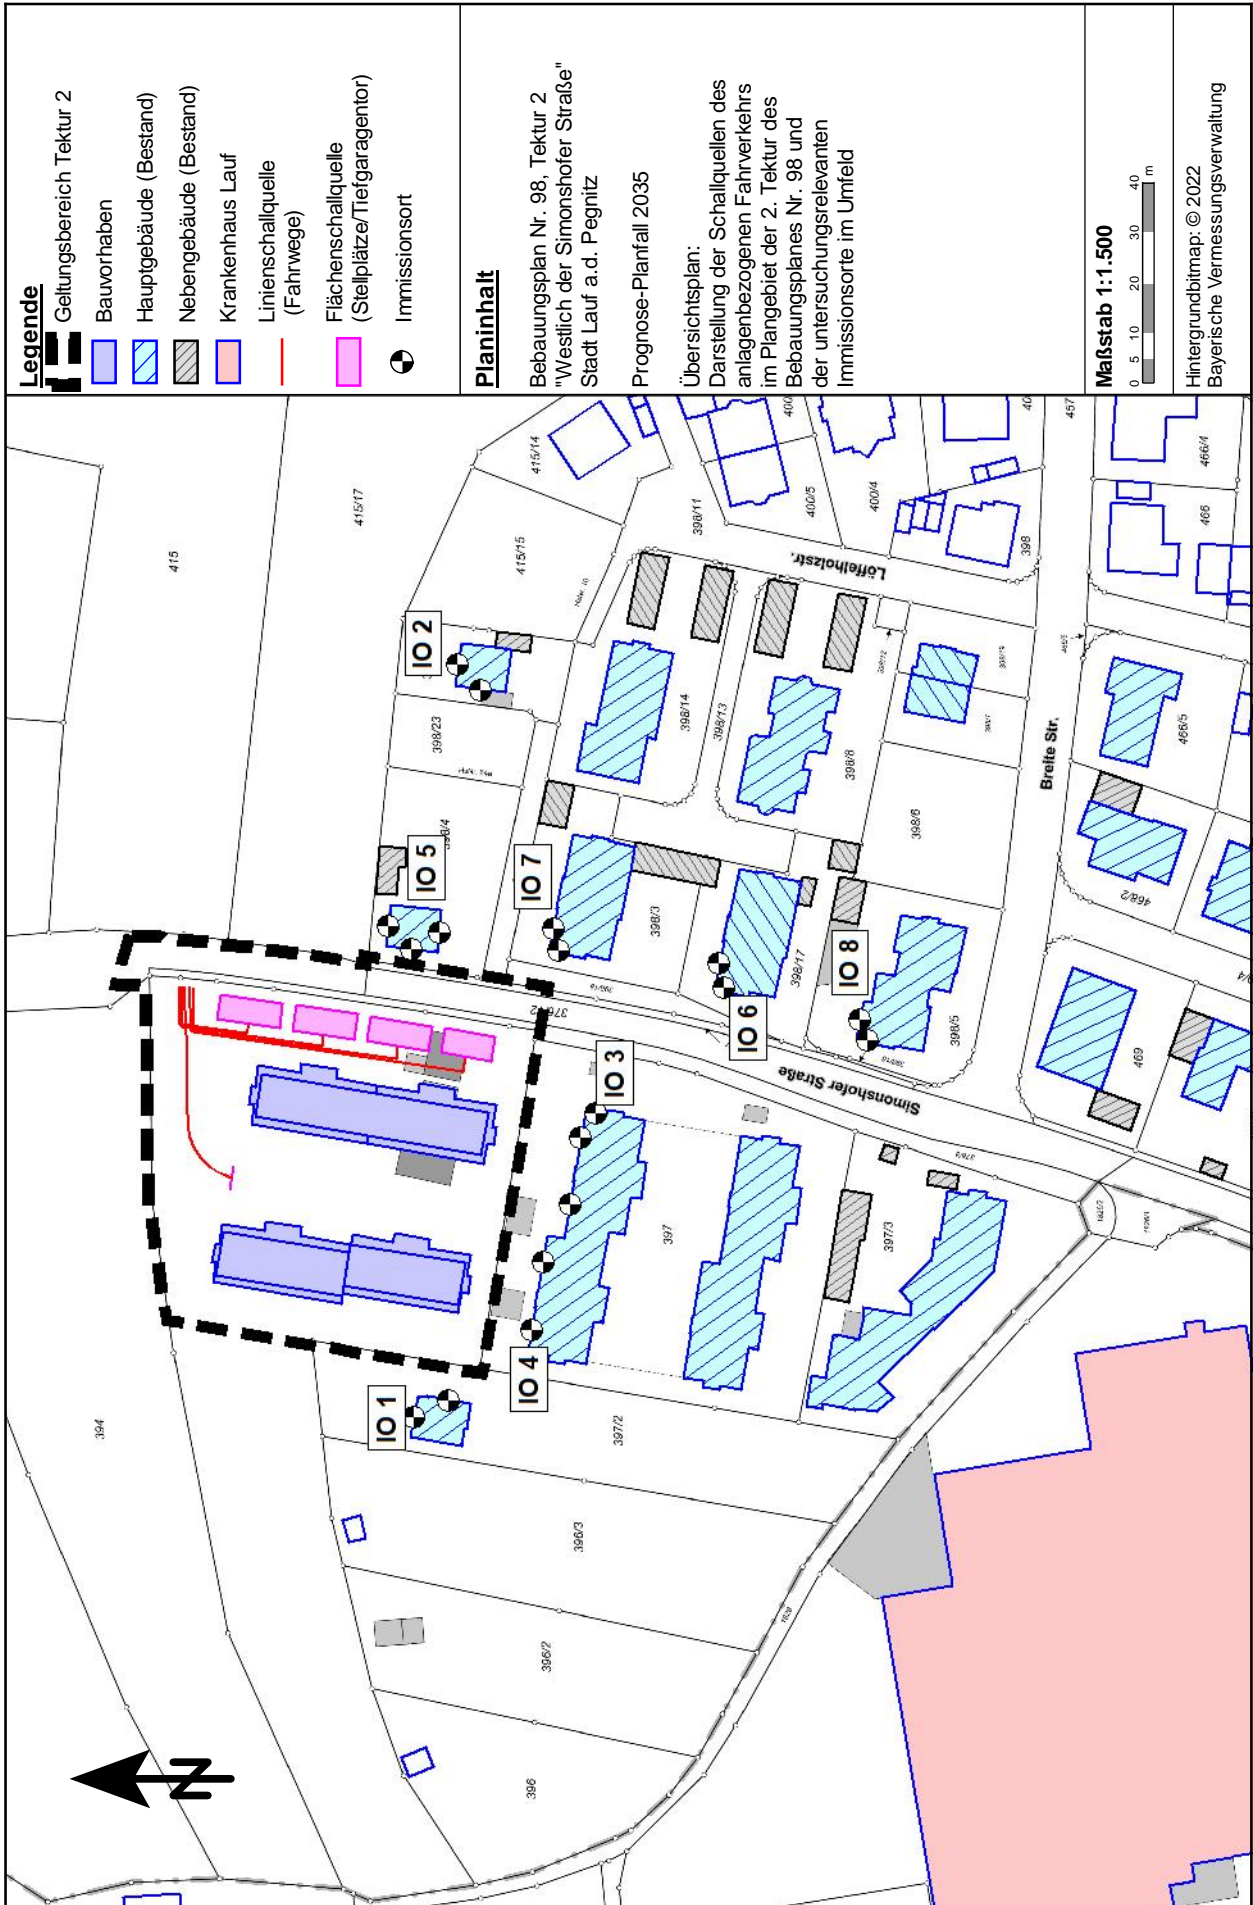 Legende
Geltungsbereich Tektur 2
Bauvorhaben
Hauptgebäude (Bestand)
Nebengebäude (Bestand)
Krankenhaus Lauf
Linienschallquelle
(Fahrwege)
Flächenschallquelle
(Stellplätze/Tiefgaragentor)
Immissionsort
Planinhalt
Bebauungsplan Nr. 98, Tektur 2
"Westlich der Simonshofer Straße"
Stadt Lauf a.d. Pegnitz
Prognose-Planfall 2035
Übersichtsplan:
Darstellung der Schallquellen des
anlagenbezogenen Fahrverkehrs
im Plangebiet der 2. Tektur des
Bebauungsplanes Nr. 98 und
der untersuchungsrelevanten
Immissionsorte im Umfeld
Maßstab 1:1.500
0 5 10 20 30 40
m
Hintergrundbitmap: © 2022
Bayerische Vermessungsverwaltung
415
415/17
415/14
415/15
398/11
400/5
400
400/4
40
457
398
466/4
466
Löffelholzstr.
IO 2
398/23
398/14
398/13
398/8
398/6
Breite Str.
466/5
468/2
IO 5
IO 7
398/3
398/17
IO 6
IO 8
398/5
469
Simonshofer Straße
IO 3
397
397/3
IO 4
IO 1
397/2
394
396/3
396/2
396
N